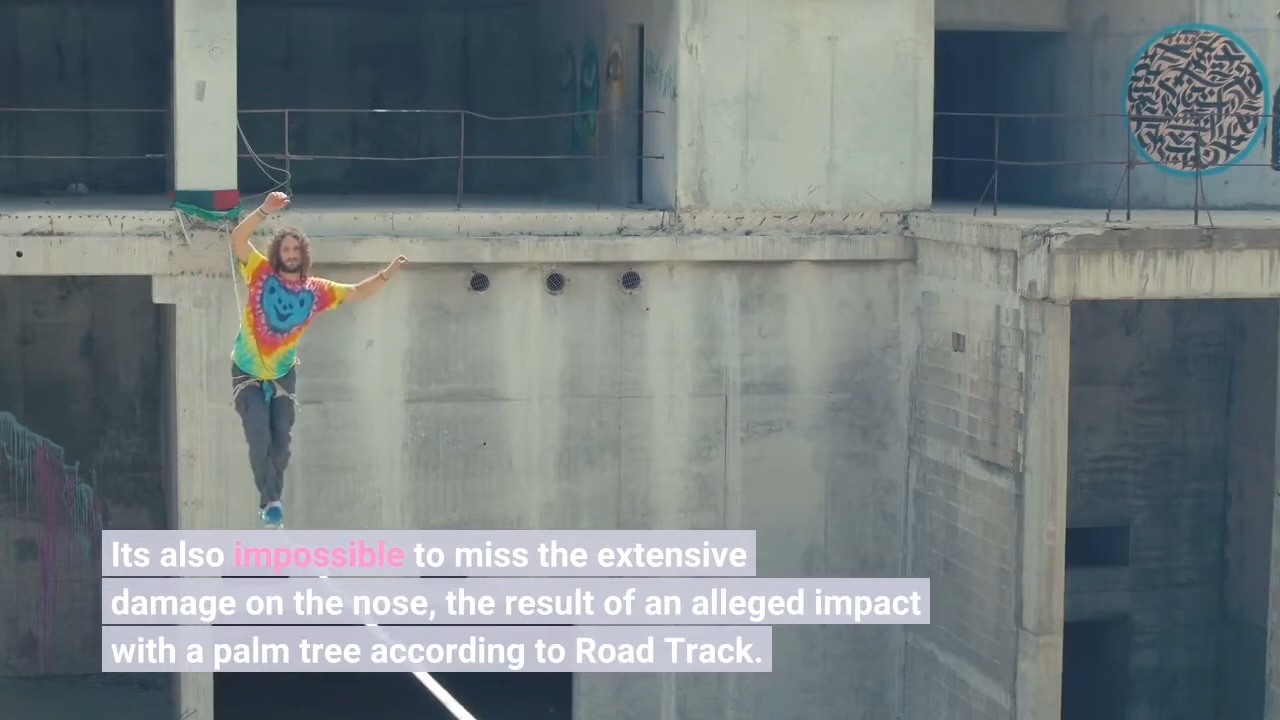 Its also impossible to miss the extensive
damage on the nose, the result of an alleged impact
with a palm tree according to Road Track.